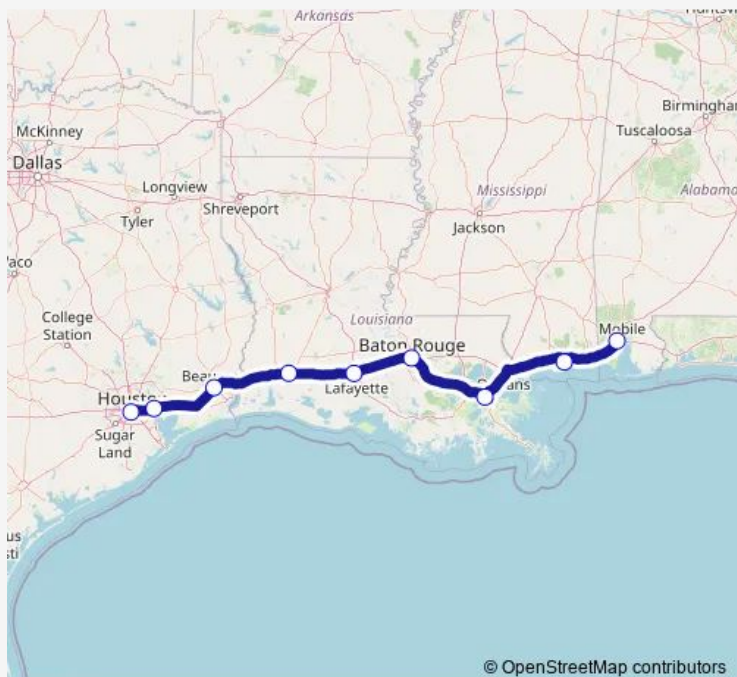 Arkansas
McKinney
Dallas
Longview
Tyler
Shreveport
Birmingham
Tuscaloosa
Mississippi
Alabama
Jackson
College
Station
Louisiana
Baton Rouge
Mobile
Lafayette
Sugar
Land
© OpenStreetMap contributors